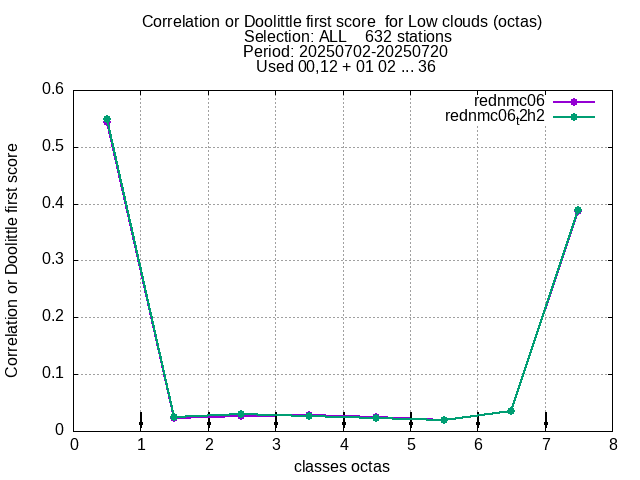 Correlation or Doolittle first score  for Low clouds (octas)
Selection: ALL    632 stations
Period: 20250702-20250720
Used 00,12 + 01 02 ... 36
rednmc06
rednmc06_t2h2
Correlation or Doolittle first score
0.6
0.5
0.4
0.3
0.2
0.1
0
0 1 2 3 4 5 6 7 8
classes octas